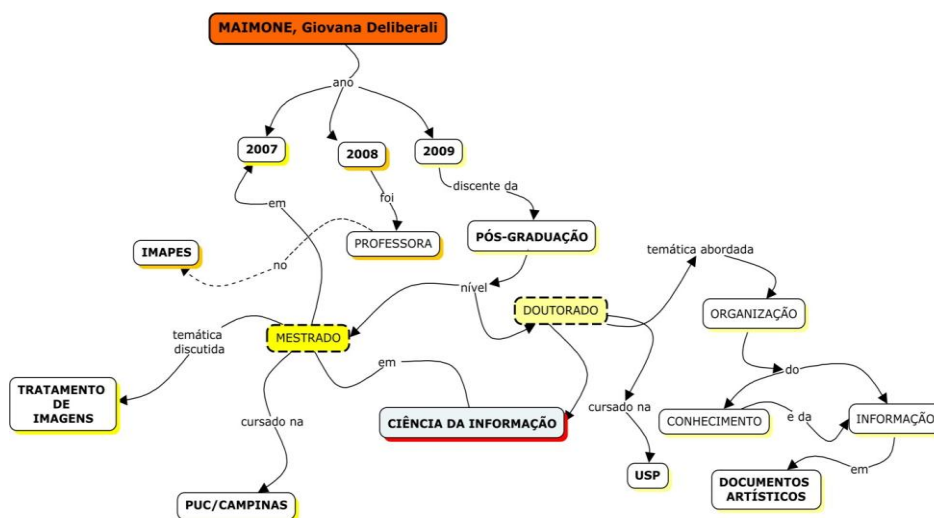 MAIMONE, Giovana Deliberali
ano
2007
2008
2009
discente da
em
foi
PROFESSORA
PÓS-GRADUAÇÃO
IMAPES
no
temática abordada
nível
DOUTORADO
ORGANIZAÇÃO
temática
discutida
MESTRADO
em
do
TRATAMENTO
DE
IMAGENS
cursado na
CIÊNCIA DA INFORMAÇÃO
cursado na
CONHECIMENTO
e da
INFORMAÇÃO
em
USP
DOCUMENTOS
ARTÍSTICOS
PUC/CAMPINAS